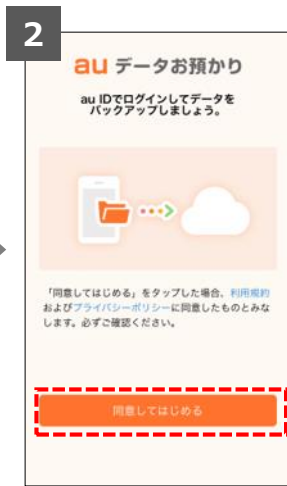 2
au データお預かり
au IDでログインしてデータを
バックアップしましょう。
「同意してはじめる」をタップした場合、利用規約
およびプライバシーポリシーに同意したものとみな
します。必ずご確認ください。
同意してはじめる